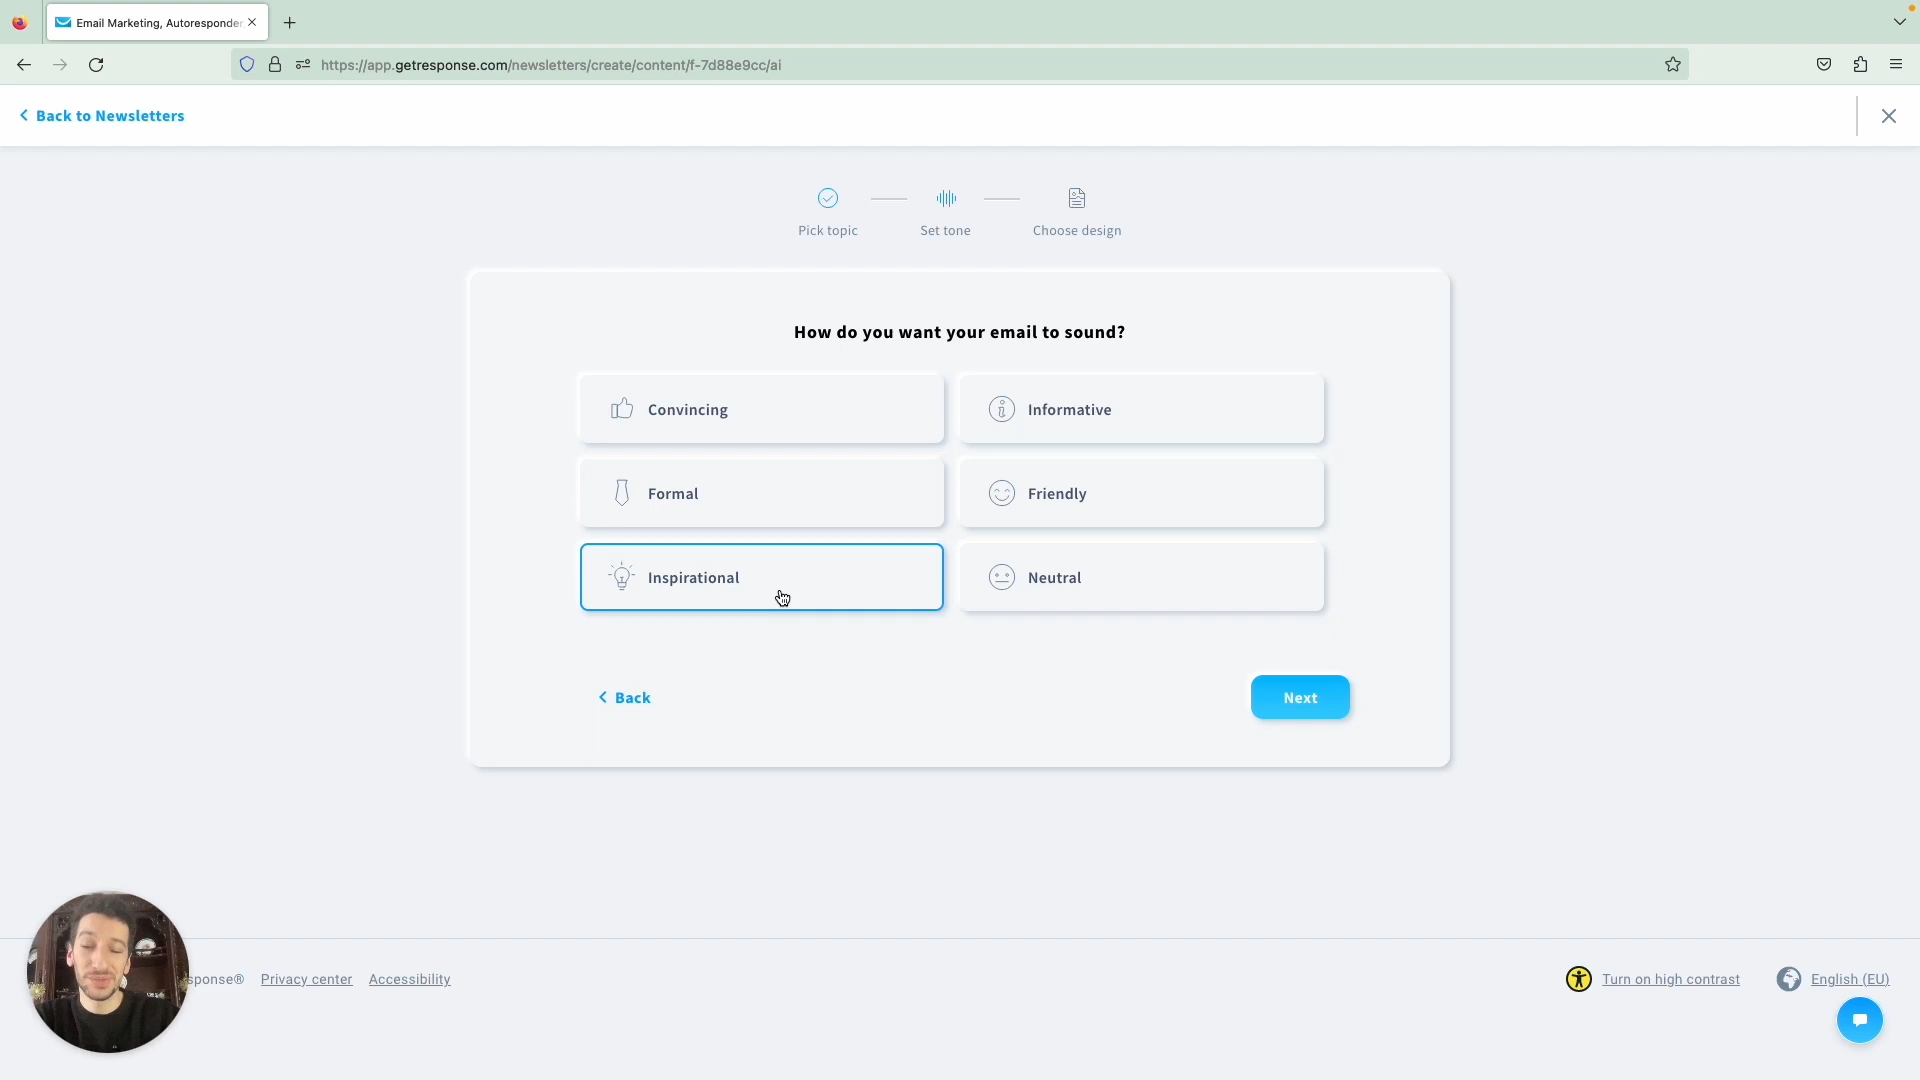 Email Marketing, Autoresponder
https://app.getresponse.com/newsletters/create/content/f-7d88e9cc/ai
Back to Newsletters
Pick topic
Set tone
Choose design
How do you want your email to sound?
Convincing
Informative
Formal
Friendly
Inspirational
Neutral
Back
Next
sponse® Privacy center Accessibility
Turn on high contrast
English (EU)